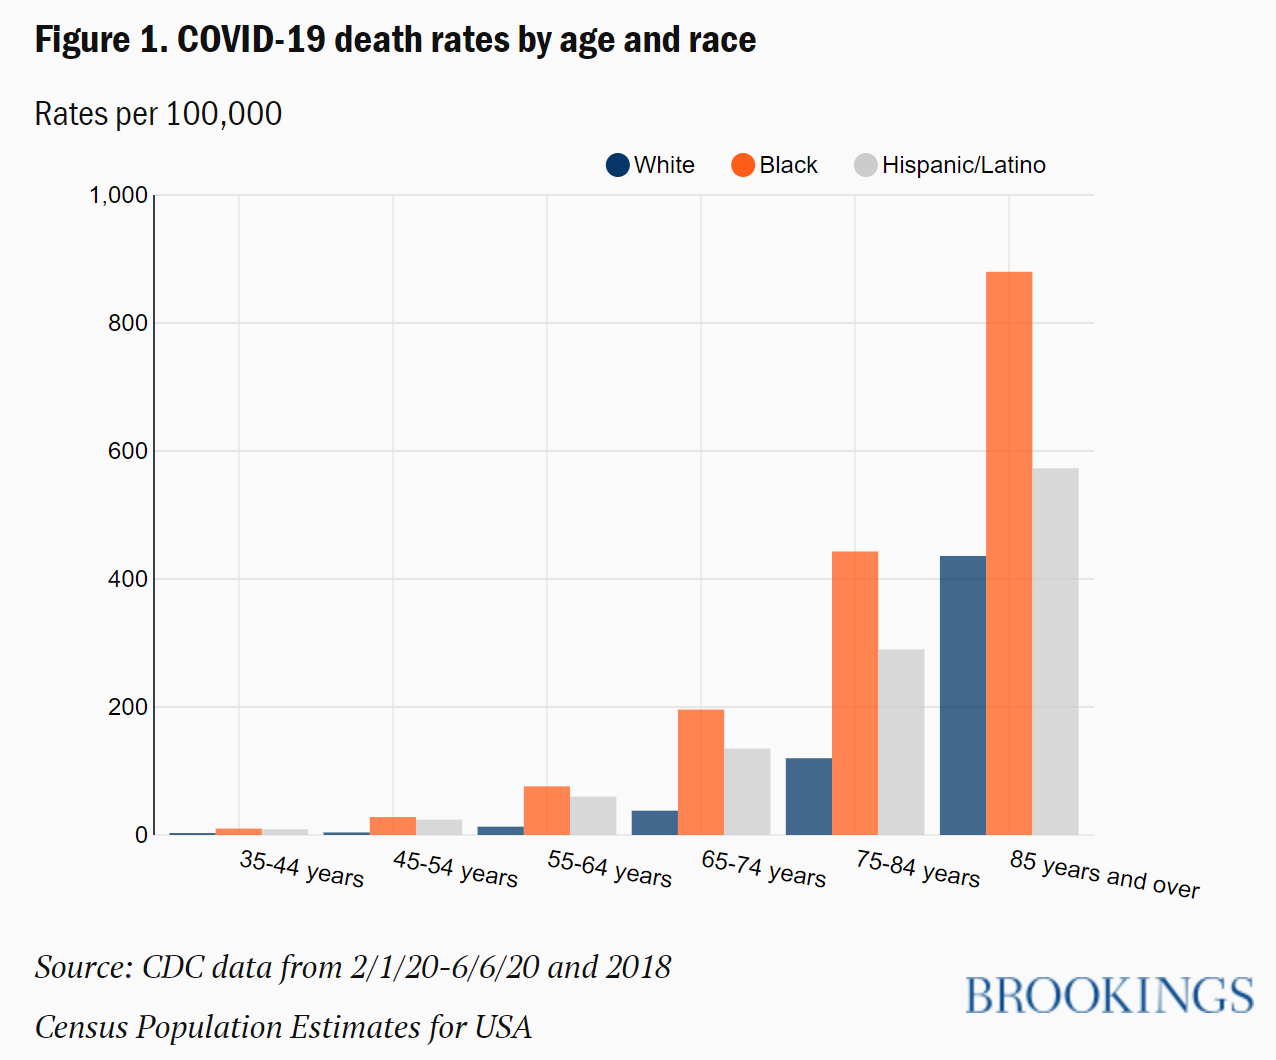 Figure 1. COVID-19 death rates by age and race
Rates per 100,000
White Black Hispanic/Latino
1,000
800
600
400
200
0
35-44 years 45-54 years 55-64 years 65-74 years 75-84 years 85 years and over
Source: CDC data from 2/1/20-6/6/20 and 2018
Census Population Estimates for USA
BROOKINGS